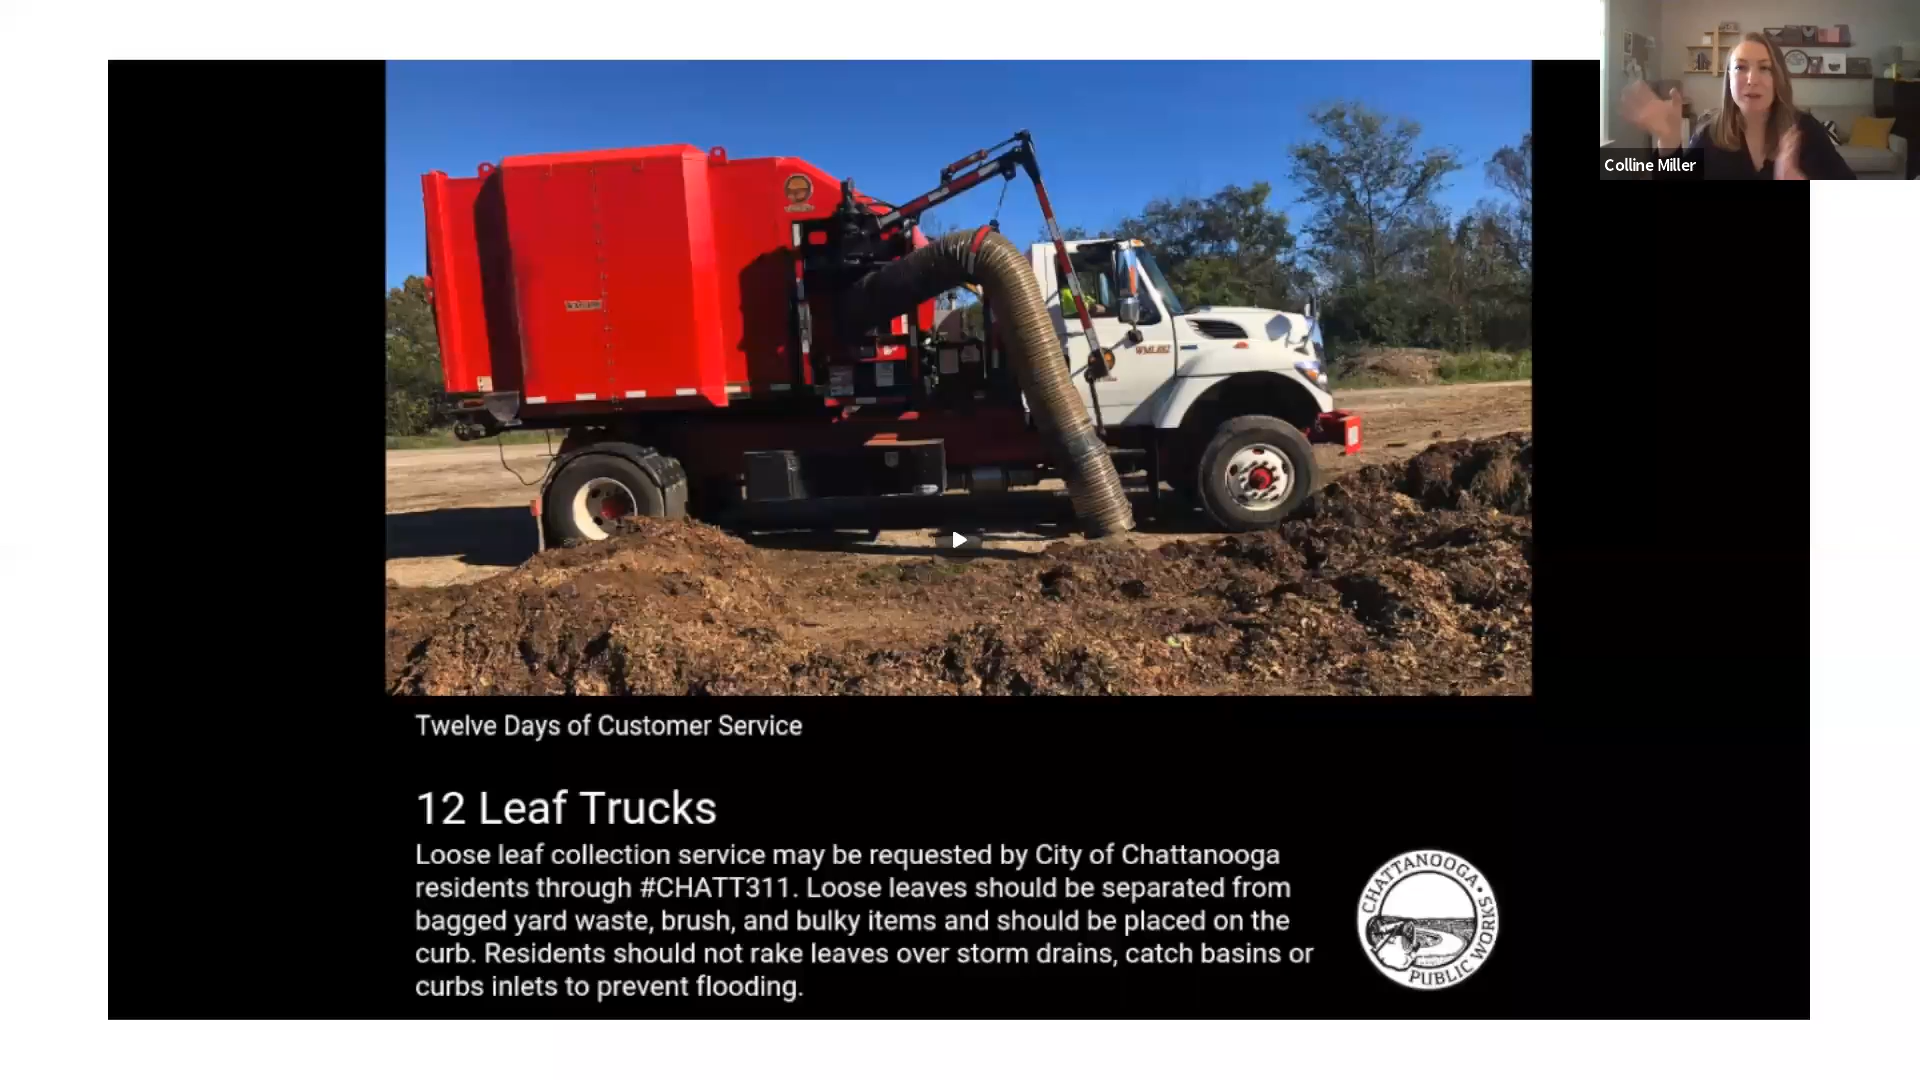 Colline Miller
Twelve Days of Customer Service
12 Leaf Trucks
Loose leaf collection service may be requested by City of Chattanooga
residents through #CHATT311. Loose leaves should be separated from
bagged yard waste, brush, and bulky items and should be placed on the
curb. Residents should not rake leaves over storm drains, catch basins or
curbs inlets to prevent flooding.
CHATTANOOGA • PUBLIC WORKS